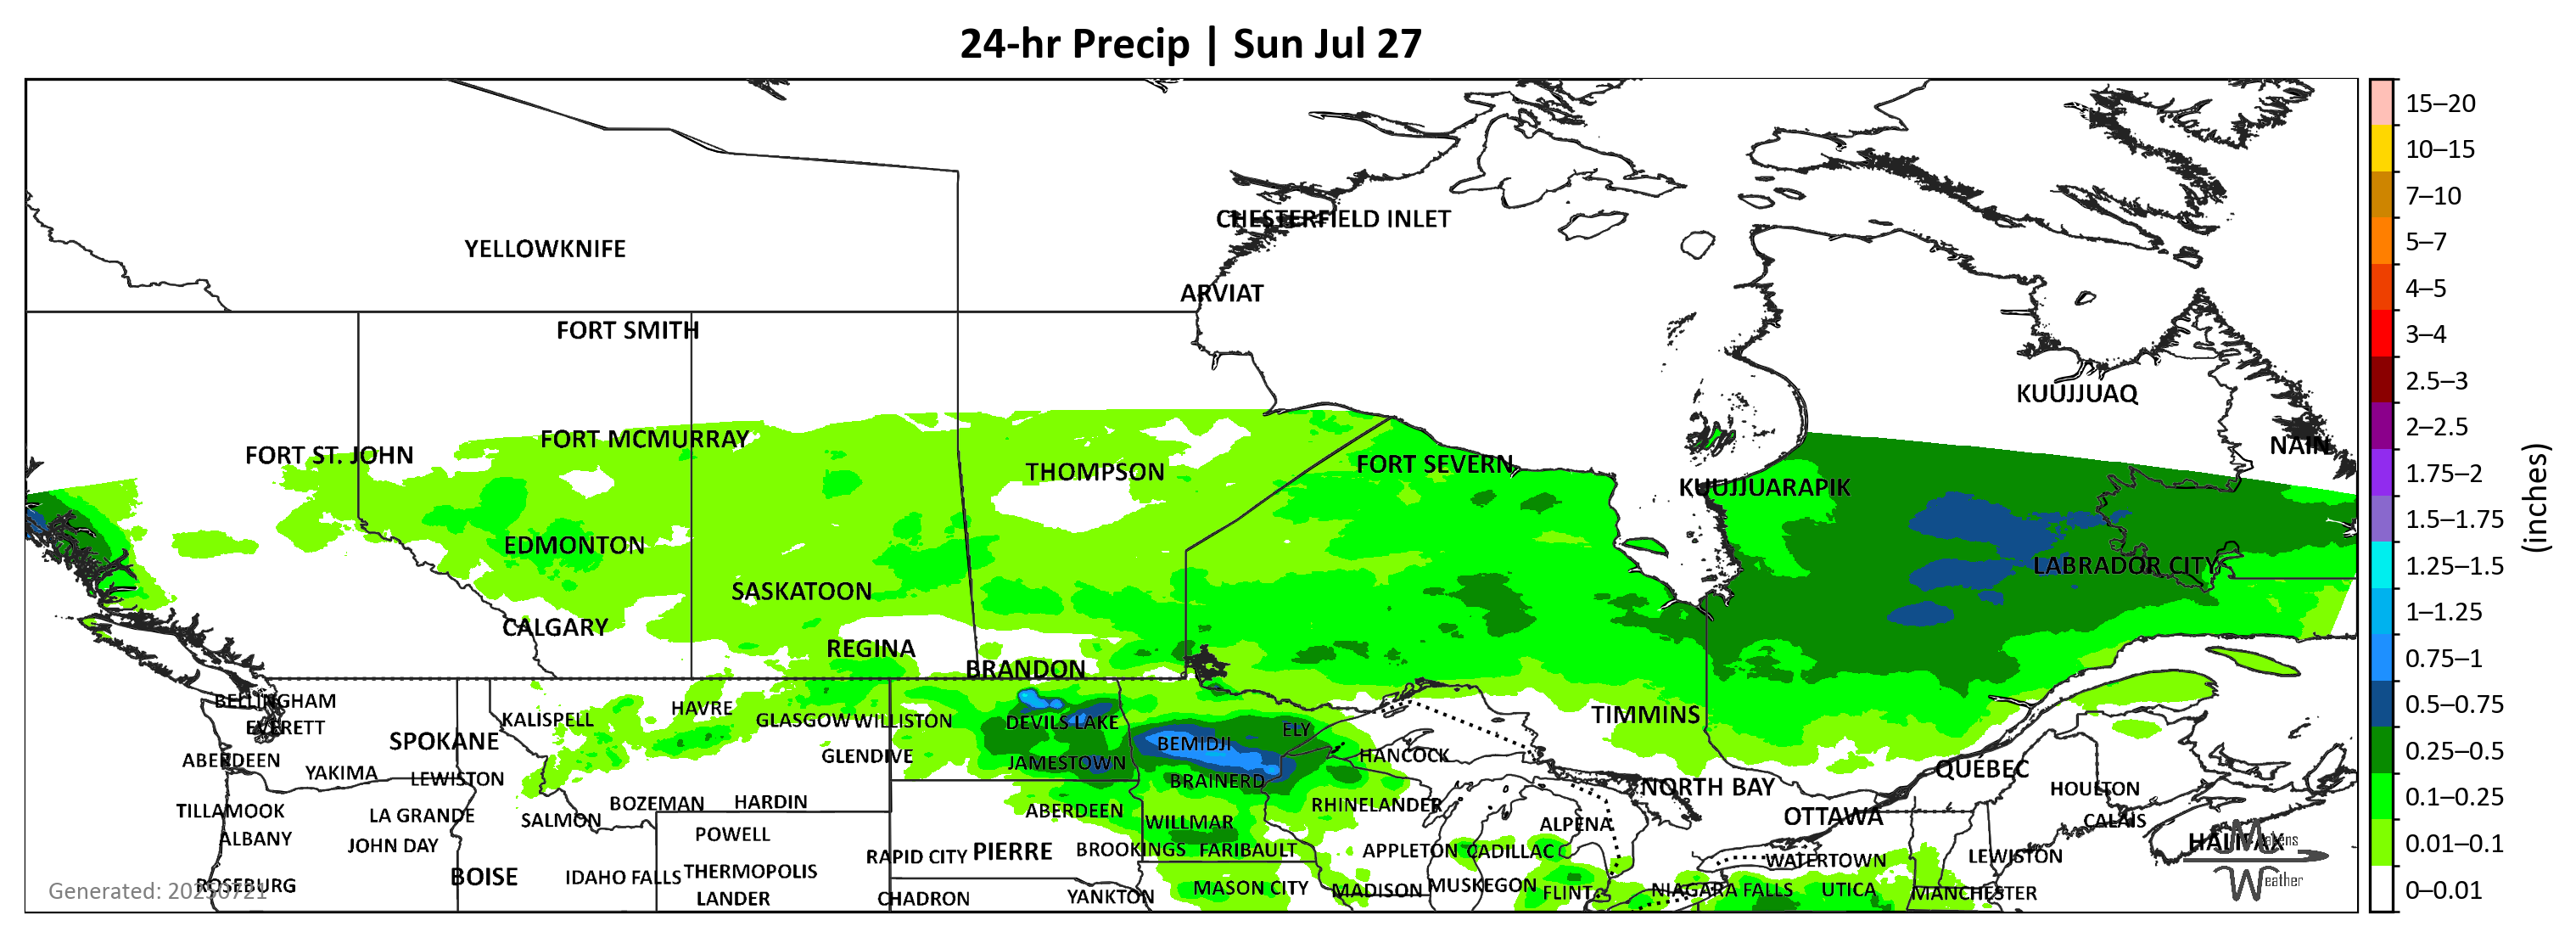 24-hr Precip | Sun Jul 27
CHESTERFIELD INLET
YELLOWKNIFE
ARVIAT
FORT SMITH
KUUJJUAQ
FORT MCMURRAY
NAIN
FORT ST. JOHN
THOMPSON
FORT SEVERN
KUUJJUARAPIK
EDMONTON
LABRADOR CITY
SASKATOON
CALGARY
REGINA
BRANDON
BELLINGHAM
HAVRE
TIMMINS
KALISPELL
GLASGOW WILLISTON
DEVILS LAKE
EVERETT
ELY
SPOKANE
BEMIDJI
ABERDEEN
GLENDIVE
JAMESTOWN
HANCOCK
QUÉBEC
YAKIMA
LEWISTON
BRAINERD
NORTH BAY
HOULTON
BOZEMAN
HARDIN
RHINELANDER
TILLAMOOK
LA GRANDE
SALMON
ABERDEEN
WILLMAR
ALPENA
OTTAWA
CALAIS
ALBANY
JOHN DAY
POWELL
HALIFAX
Makens
RAPID CITY
PIERRE
BROOKINGS
FARIBAULT
APPLETON
CADILLAC
WATERTOWN
LEWISTON
BOISE
IDAHO FALLS
THERMOPOLIS
Weather
ROSEBURG
Generated: 20250721
MASON CITY
MADISON
MUSKEGON
FLINT
NIAGARA FALLS
UTICA
MANCHESTER
LANDER
CHADRON
YANKTON
15–20
10–15
7–10
5–7
4–5
3–4
2.5–3
2–2.5
1.75–2
1.5–1.75
1.25–1.5
1–1.25
0.75–1
0.5–0.75
0.25–0.5
0.1–0.25
0.01–0.1
0–0.01
(inches)